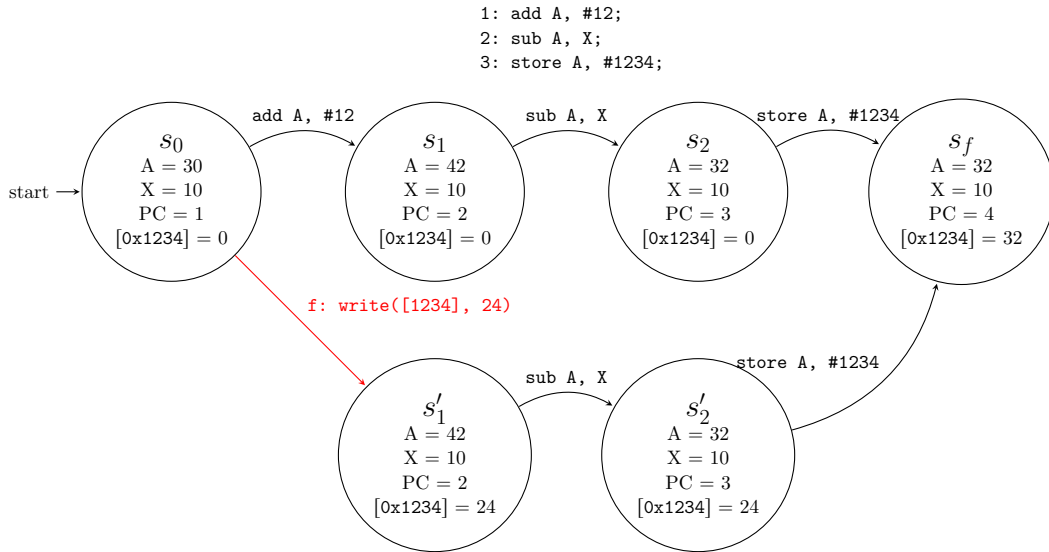 1: add A, #12;
2: sub A, X;
3: store A, #1234;
add A, #12
sub A, X
store A, #1234
start
s₀
A = 30
X = 10
PC = 1
[0x1234] = 0
s₁
A = 42
X = 10
PC = 2
[0x1234] = 0
s₂
A = 32
X = 10
PC = 3
[0x1234] = 0
s_f
A = 32
X = 10
PC = 4
[0x1234] = 32
f: write([1234], 24)
sub A, X
store A, #1234
s′₁
A = 42
X = 10
PC = 2
[0x1234] = 24
s′₂
A = 32
X = 10
PC = 3
[0x1234] = 24